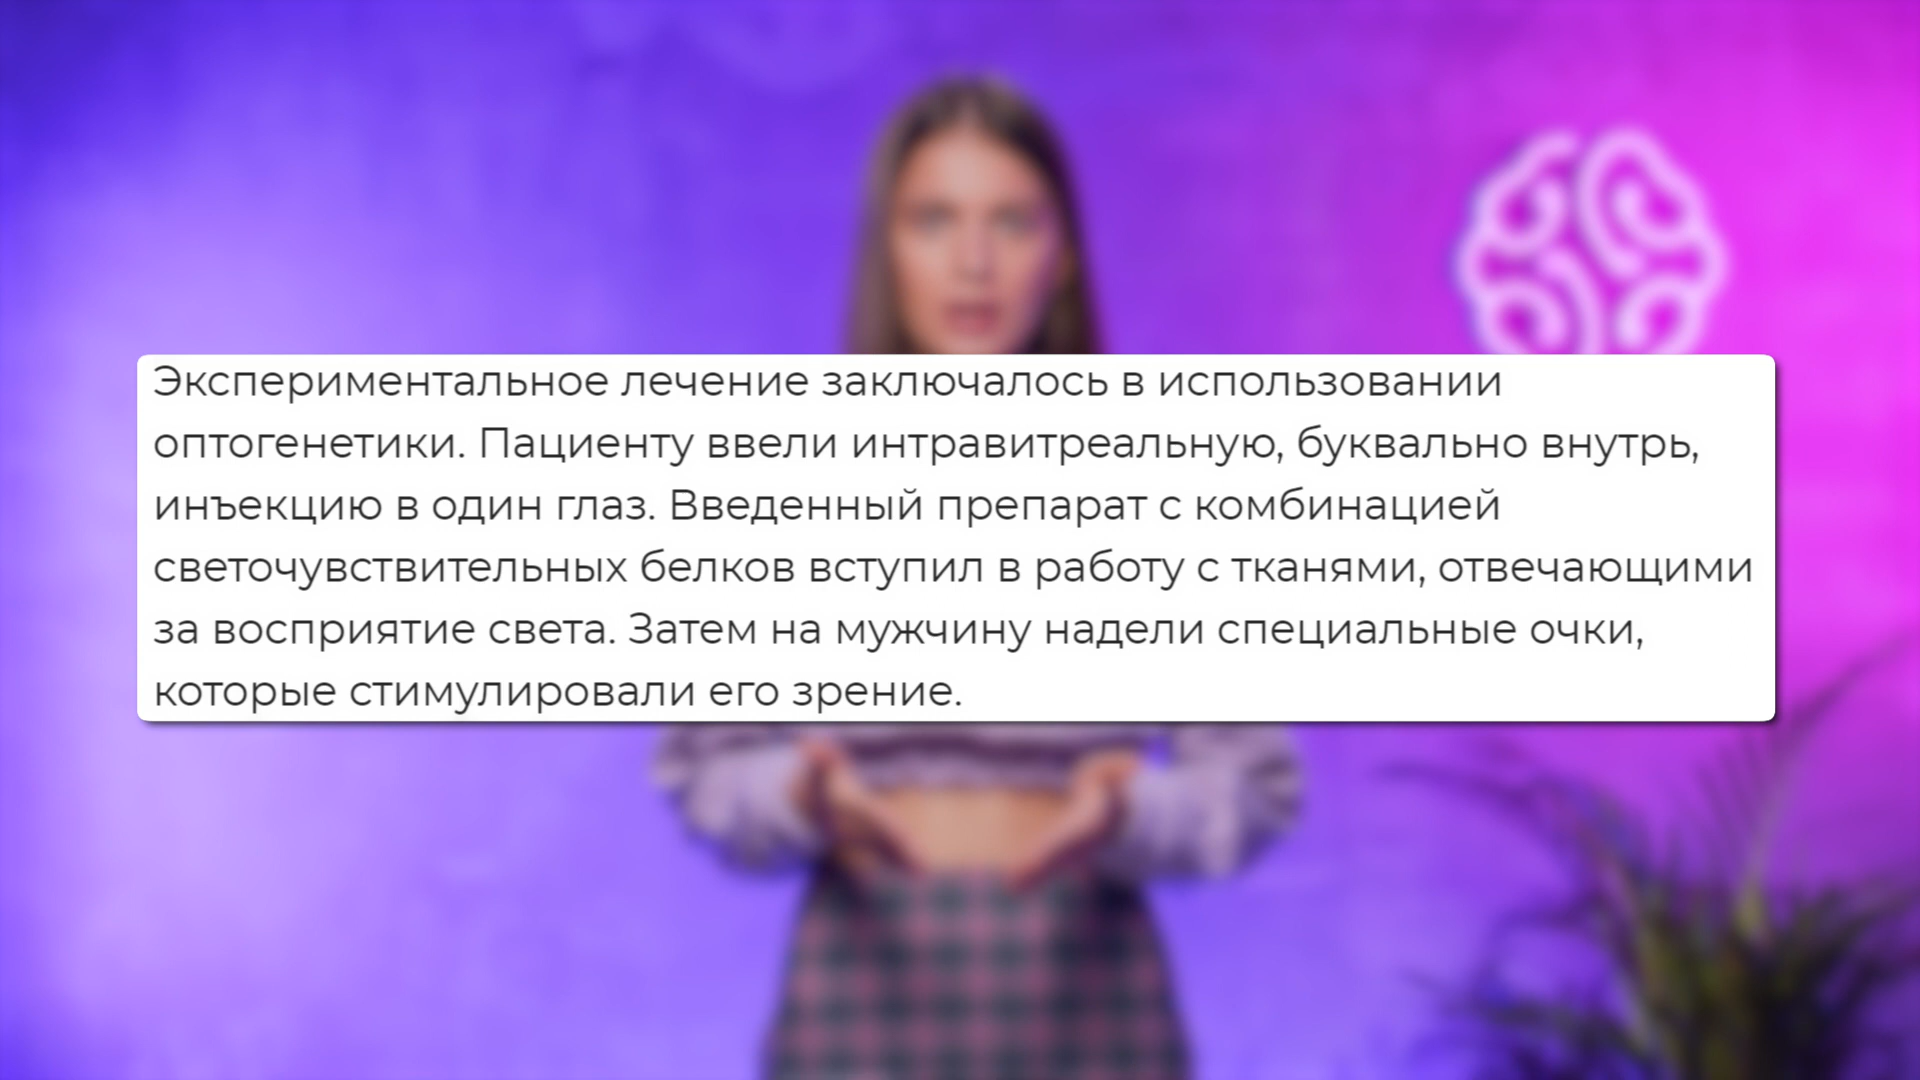 Экспериментальное лечение заключалось в использовании
оптогенетики. Пациенту ввели интравитреальную, буквально внутрь,
инъекцию в один глаз. Введенный препарат с комбинацией
светочувствительных белков вступил в работу с тканями, отвечающими
за восприятие света. Затем на мужчину надели специальные очки,
которые стимулировали его зрение.